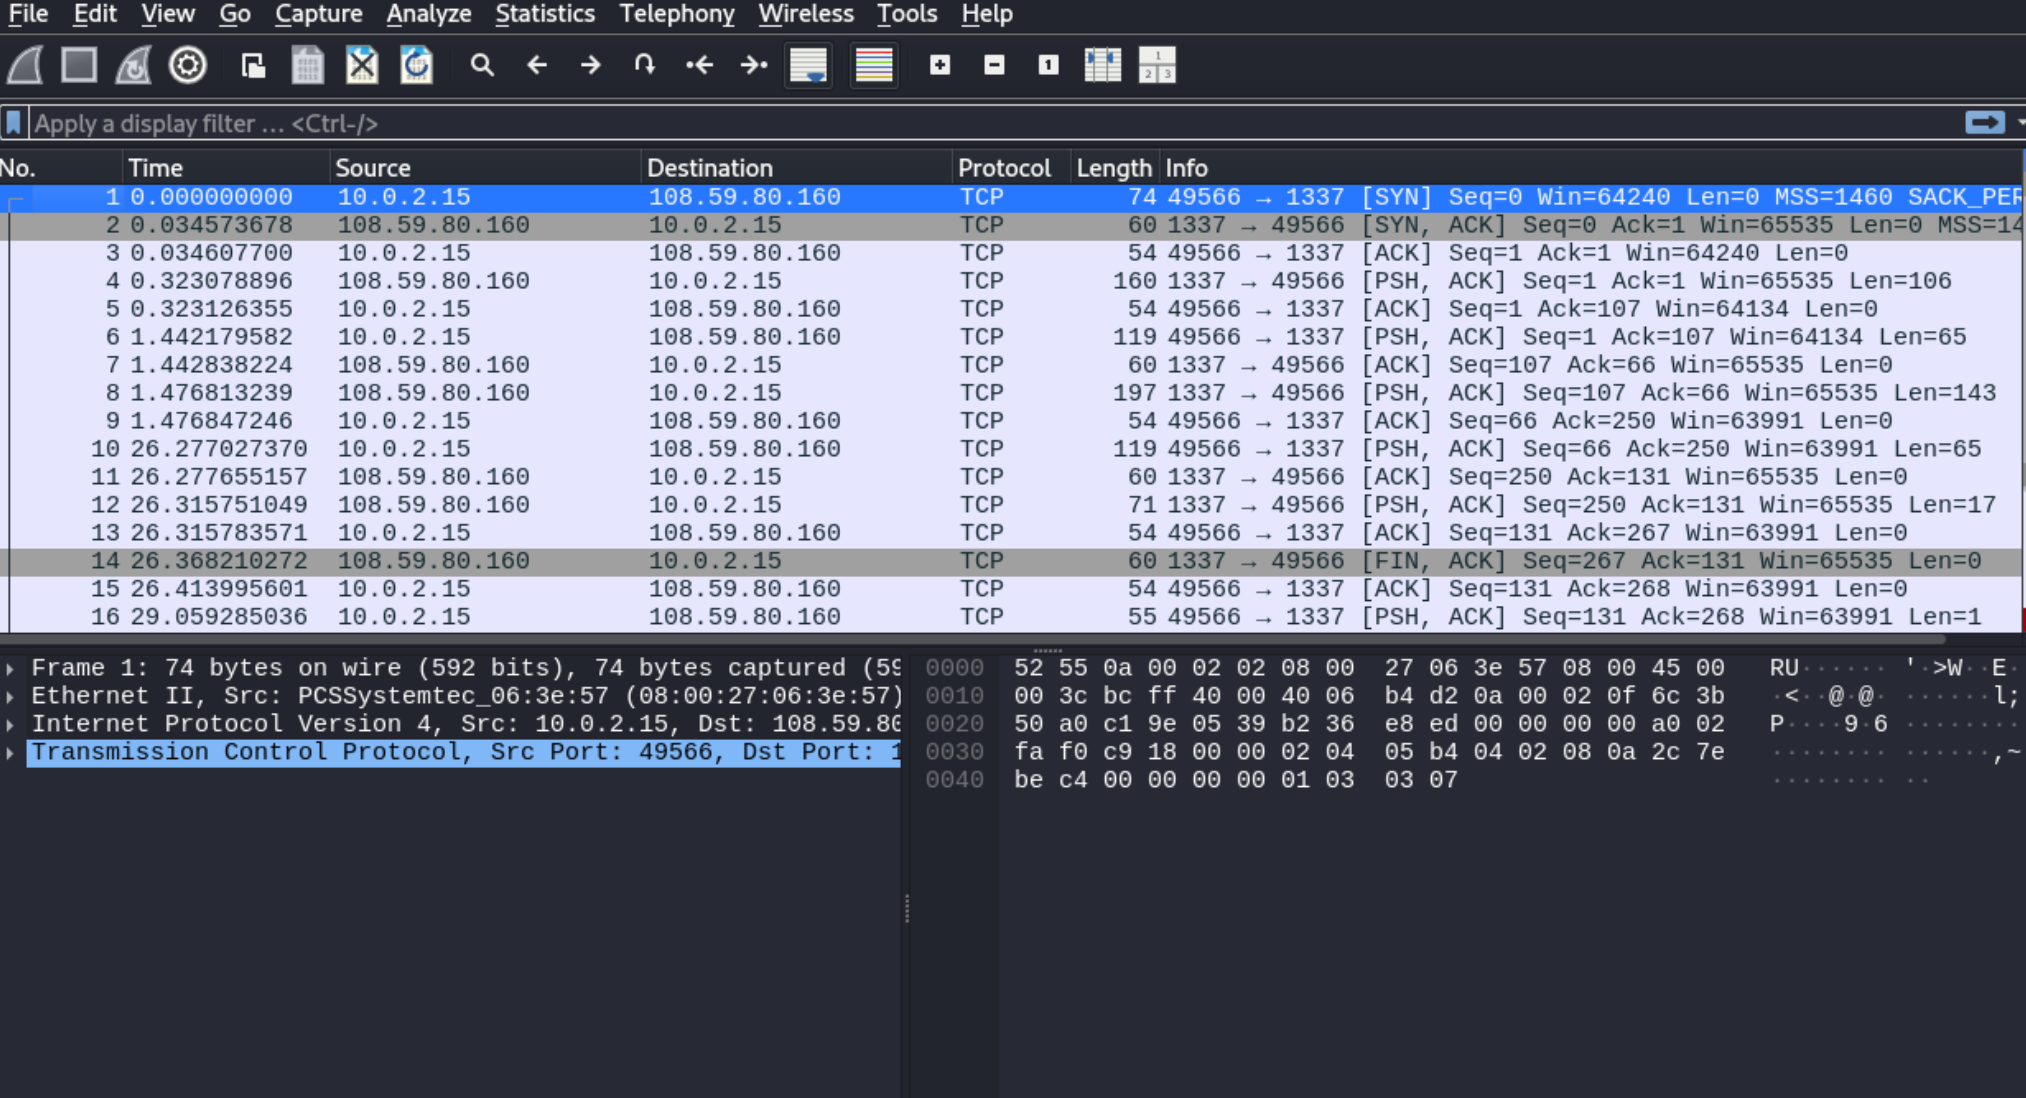 File Edit View Go Capture Analyze Statistics Telephony Wireless Tools Help
Apply a display filter ... <Ctrl-/>
No. Time Source Destination Protocol Length Info
1 0.000000000 10.0.2.15 108.59.80.160 TCP 74 49566 → 1337 [SYN] Seq=0 Win=64240 Len=0 MSS=1460 SACK_PER
2 0.034573678 108.59.80.160 10.0.2.15 TCP 60 1337 → 49566 [SYN, ACK] Seq=0 Ack=1 Win=65535 Len=0 MSS=14
3 0.034607700 10.0.2.15 108.59.80.160 TCP 54 49566 → 1337 [ACK] Seq=1 Ack=1 Win=64240 Len=0
4 0.323078896 108.59.80.160 10.0.2.15 TCP 160 1337 → 49566 [PSH, ACK] Seq=1 Ack=1 Win=65535 Len=106
5 0.323126355 10.0.2.15 108.59.80.160 TCP 54 49566 → 1337 [ACK] Seq=1 Ack=107 Win=64134 Len=0
6 1.442179582 10.0.2.15 108.59.80.160 TCP 119 49566 → 1337 [PSH, ACK] Seq=1 Ack=107 Win=64134 Len=65
7 1.442838224 108.59.80.160 10.0.2.15 TCP 60 1337 → 49566 [ACK] Seq=107 Ack=66 Win=65535 Len=0
8 1.476813239 108.59.80.160 10.0.2.15 TCP 197 1337 → 49566 [PSH, ACK] Seq=107 Ack=66 Win=65535 Len=143
9 1.476847246 10.0.2.15 108.59.80.160 TCP 54 49566 → 1337 [ACK] Seq=66 Ack=250 Win=63991 Len=0
10 26.277027370 10.0.2.15 108.59.80.160 TCP 119 49566 → 1337 [PSH, ACK] Seq=66 Ack=250 Win=63991 Len=65
11 26.277655157 108.59.80.160 10.0.2.15 TCP 60 1337 → 49566 [ACK] Seq=250 Ack=131 Win=65535 Len=0
12 26.315751049 108.59.80.160 10.0.2.15 TCP 71 1337 → 49566 [PSH, ACK] Seq=250 Ack=131 Win=65535 Len=17
13 26.315783571 10.0.2.15 108.59.80.160 TCP 54 49566 → 1337 [ACK] Seq=131 Ack=267 Win=63991 Len=0
14 26.368210272 108.59.80.160 10.0.2.15 TCP 60 1337 → 49566 [FIN, ACK] Seq=267 Ack=131 Win=65535 Len=0
15 26.413995601 10.0.2.15 108.59.80.160 TCP 54 49566 → 1337 [ACK] Seq=131 Ack=268 Win=63991 Len=0
16 29.059285036 10.0.2.15 108.59.80.160 TCP 55 49566 → 1337 [PSH, ACK] Seq=131 Ack=268 Win=63991 Len=1
Frame 1: 74 bytes on wire (592 bits), 74 bytes captured (59
Ethernet II, Src: PCSSystemtec_06:3e:57 (08:00:27:06:3e:57)
Internet Protocol Version 4, Src: 10.0.2.15, Dst: 108.59.80
Transmission Control Protocol, Src Port: 49566, Dst Port: 1
0000 52 55 0a 00 02 02 08 00 27 06 3e 57 08 00 45 00 RU······ '·>W··E·
0010 00 3c bc ff 40 00 40 06 b4 d2 0a 00 02 0f 6c 3b ·<··@·@· ······l;
0020 50 a0 c1 9e 05 39 b2 36 e8 ed 00 00 00 00 a0 02 P····9·6 ········
0030 fa f0 c9 18 00 00 02 04 05 b4 04 02 08 0a 2c 7e ········ ······,~
0040 be c4 00 00 00 00 01 03 03 07 ········ ··